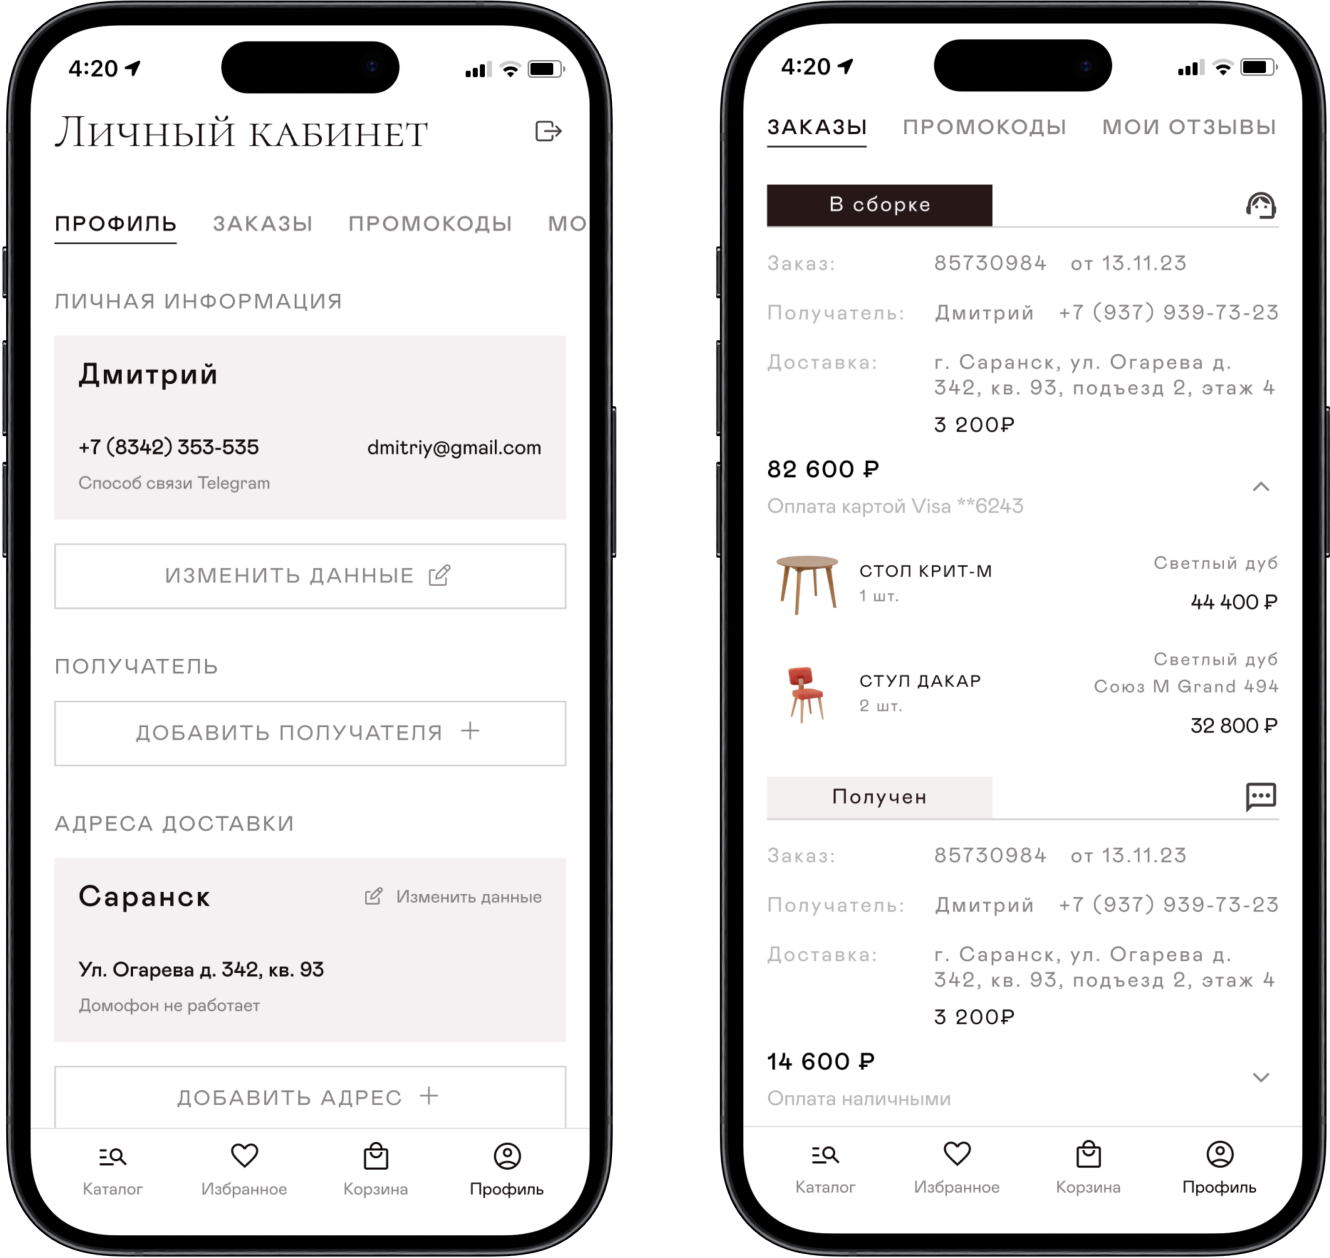 4:20
Личный кабинет
ПРОФИЛЬ ЗАКАЗЫ ПРОМОКОДЫ МО
ЛИЧНАЯ ИНФОРМАЦИЯ
Дмитрий
+7 (8342) 353-535 dmitriy@gmail.com
Способ связи Telegram
ИЗМЕНИТЬ ДАННЫЕ
ПОЛУЧАТЕЛЬ
ДОБАВИТЬ ПОЛУЧАТЕЛЯ +
АДРЕСА ДОСТАВКИ
Саранск Изменить данные
Ул. Огарева д. 342, кв. 93
Домофон не работает
ДОБАВИТЬ АДРЕС +
Каталог Избранное Корзина Профиль
4:20
ЗАКАЗЫ ПРОМОКОДЫ МОИ ОТЗЫВЫ
В сборке
Заказ: 85730984 от 13.11.23
Получатель: Дмитрий +7 (937) 939-73-23
Доставка: г. Саранск, ул. Огарева д.
342, кв. 93, подъезд 2, этаж 4
3 200₽
82 600 ₽
Оплата картой Visa **6243
СТОЛ КРИТ-М Светлый дуб
1 шт. 44 400 ₽
Светлый дуб
СТУЛ ДАКАР Союз М Grand 494
2 шт. 32 800 ₽
Получен
Заказ: 85730984 от 13.11.23
Получатель: Дмитрий +7 (937) 939-73-23
Доставка: г. Саранск, ул. Огарева д.
342, кв. 93, подъезд 2, этаж 4
3 200₽
14 600 ₽
Оплата наличными
Каталог Избранное Корзина Профиль